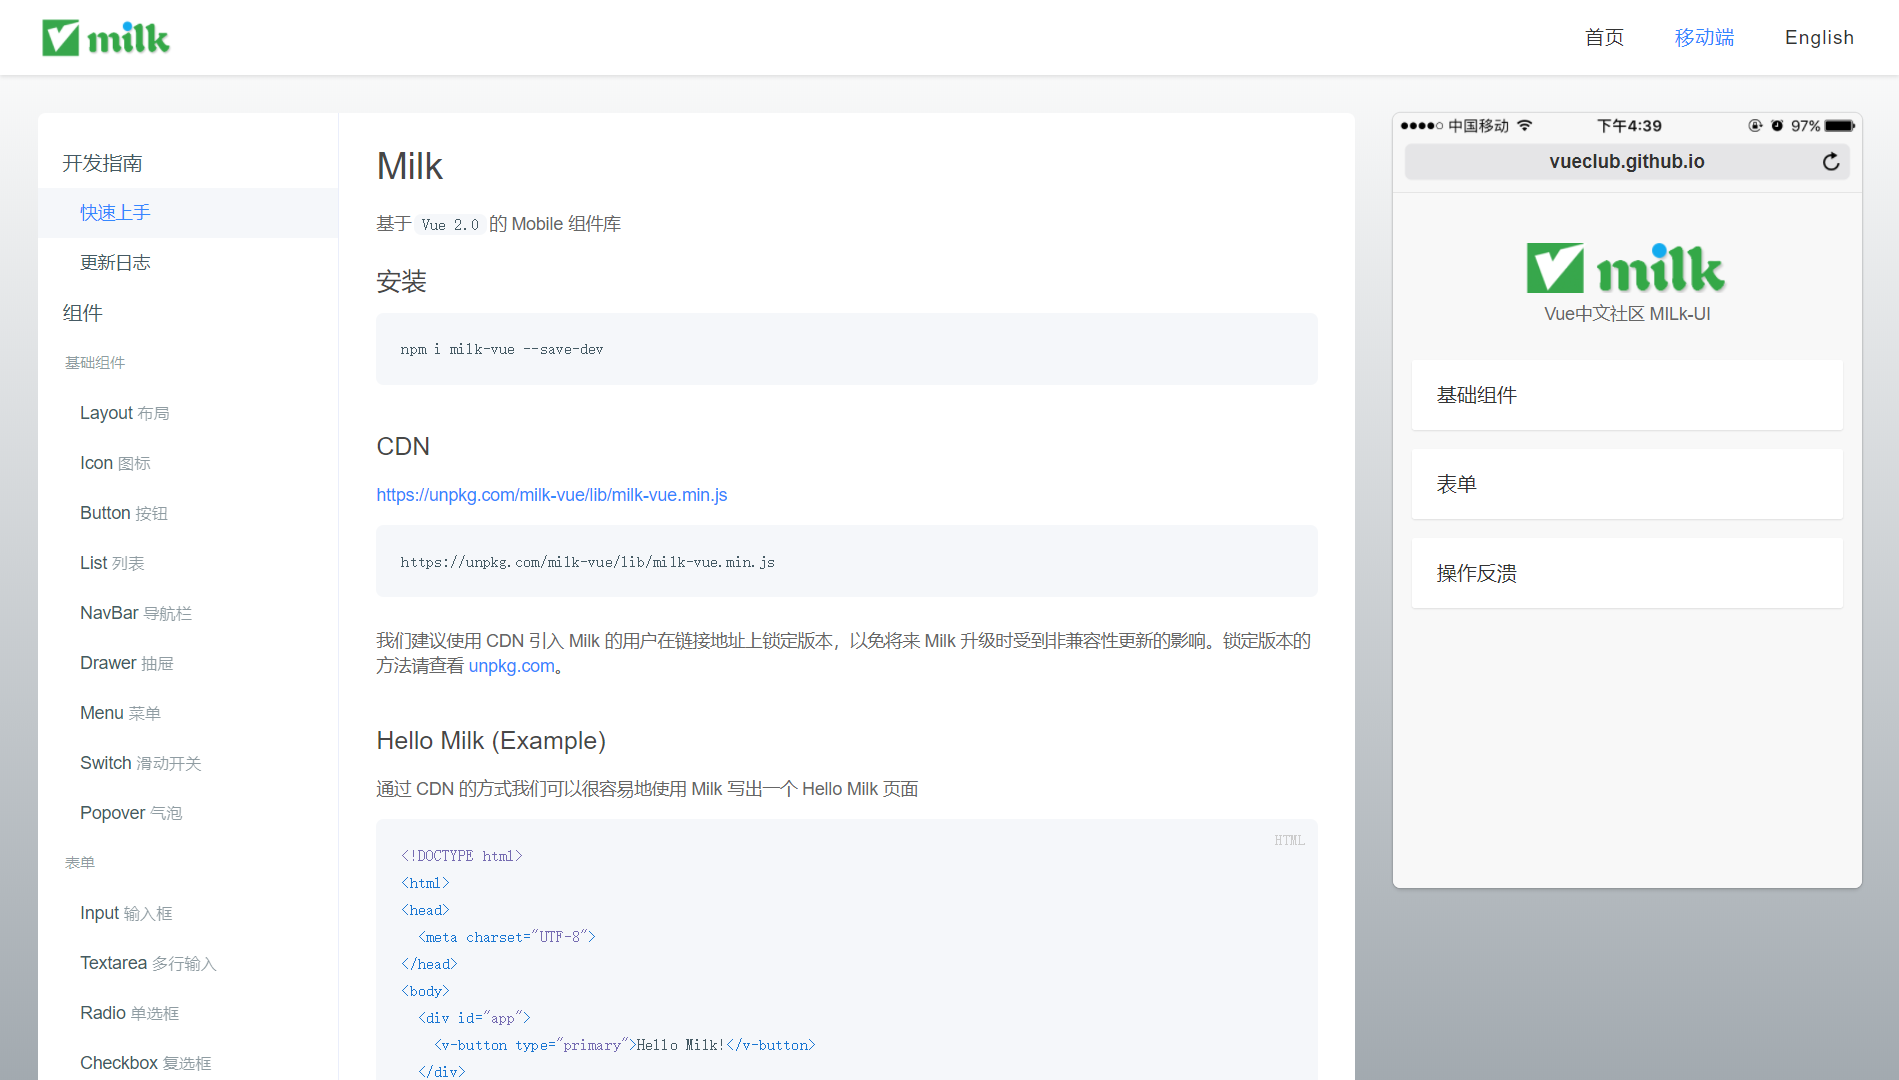 milk
首页
移动端
English
开发指南
快速上手
更新日志
组件
基础组件
Layout 布局
Icon 图标
Button 按钮
List 列表
NavBar 导航栏
Drawer 抽屉
Menu 菜单
Switch 滑动开关
Popover 气泡
表单
Input 输入框
Textarea 多行输入
Radio 单选框
Checkbox 复选框
Milk
基于 Vue 2.0 的 Mobile 组件库
安装
npm i milk-vue --save-dev
CDN
https://unpkg.com/milk-vue/lib/milk-vue.min.js
https://unpkg.com/milk-vue/lib/milk-vue.min.js
我们建议使用 CDN 引入 Milk 的用户在链接地址上锁定版本，以免将来 Milk 升级时受到非兼容性更新的影响。锁定版本的
方法请查看 unpkg.com。
Hello Milk (Example)
通过 CDN 的方式我们可以很容易地使用 Milk 写出一个 Hello Milk 页面
HTML
<!DOCTYPE html>
<html>
<head>
<meta charset="UTF-8">
</head>
<body>
<div id="app">
<v-button type="primary">Hello Milk!</v-button>
</div>
中国移动 下午4:39 97%
vueclub.github.io
milk
Vue中文社区 MILk-UI
基础组件
表单
操作反馈